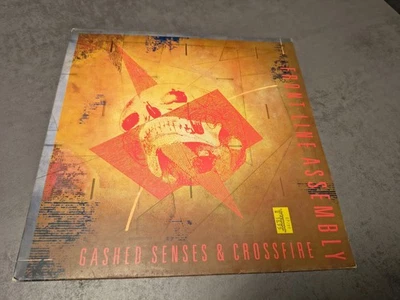 FRONT LINE ASSEMBLY
GASHED SENSES & CROSSFIRE